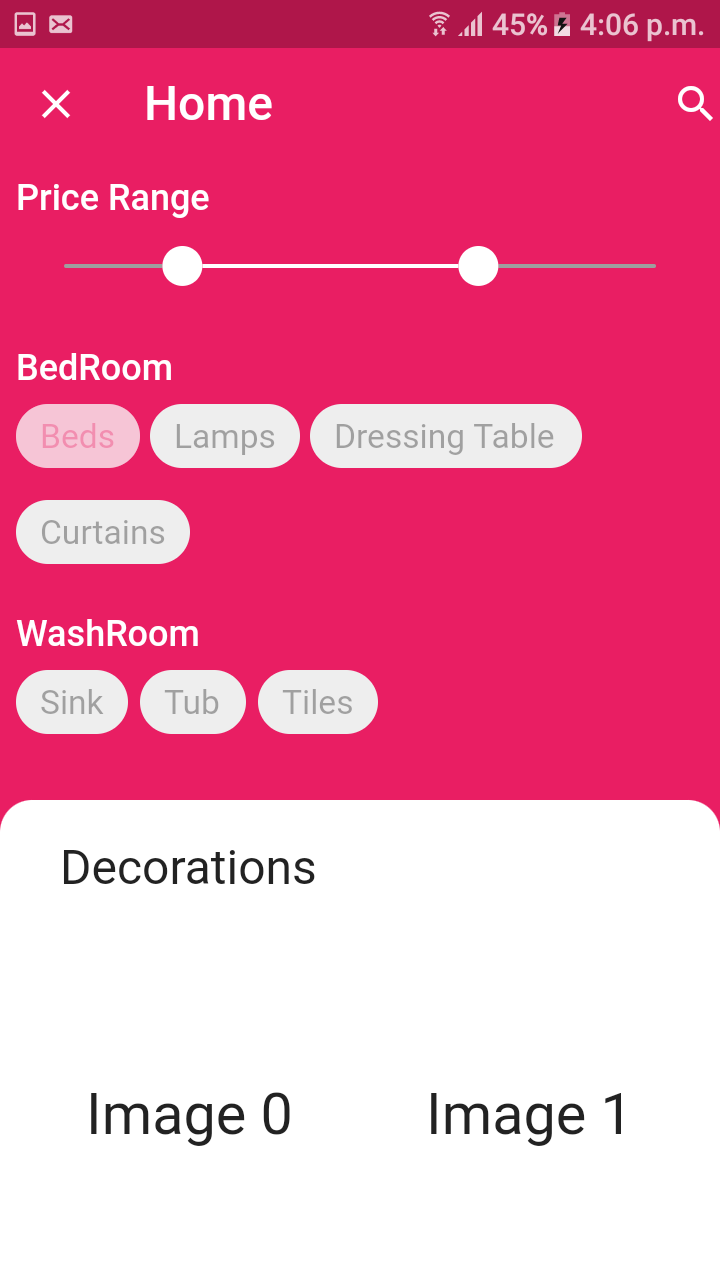 45% 4:06 p.m.
Home
Price Range
BedRoom
Beds Lamps Dressing Table
Curtains
WashRoom
Sink Tub Tiles
Decorations
Image 0 Image 1